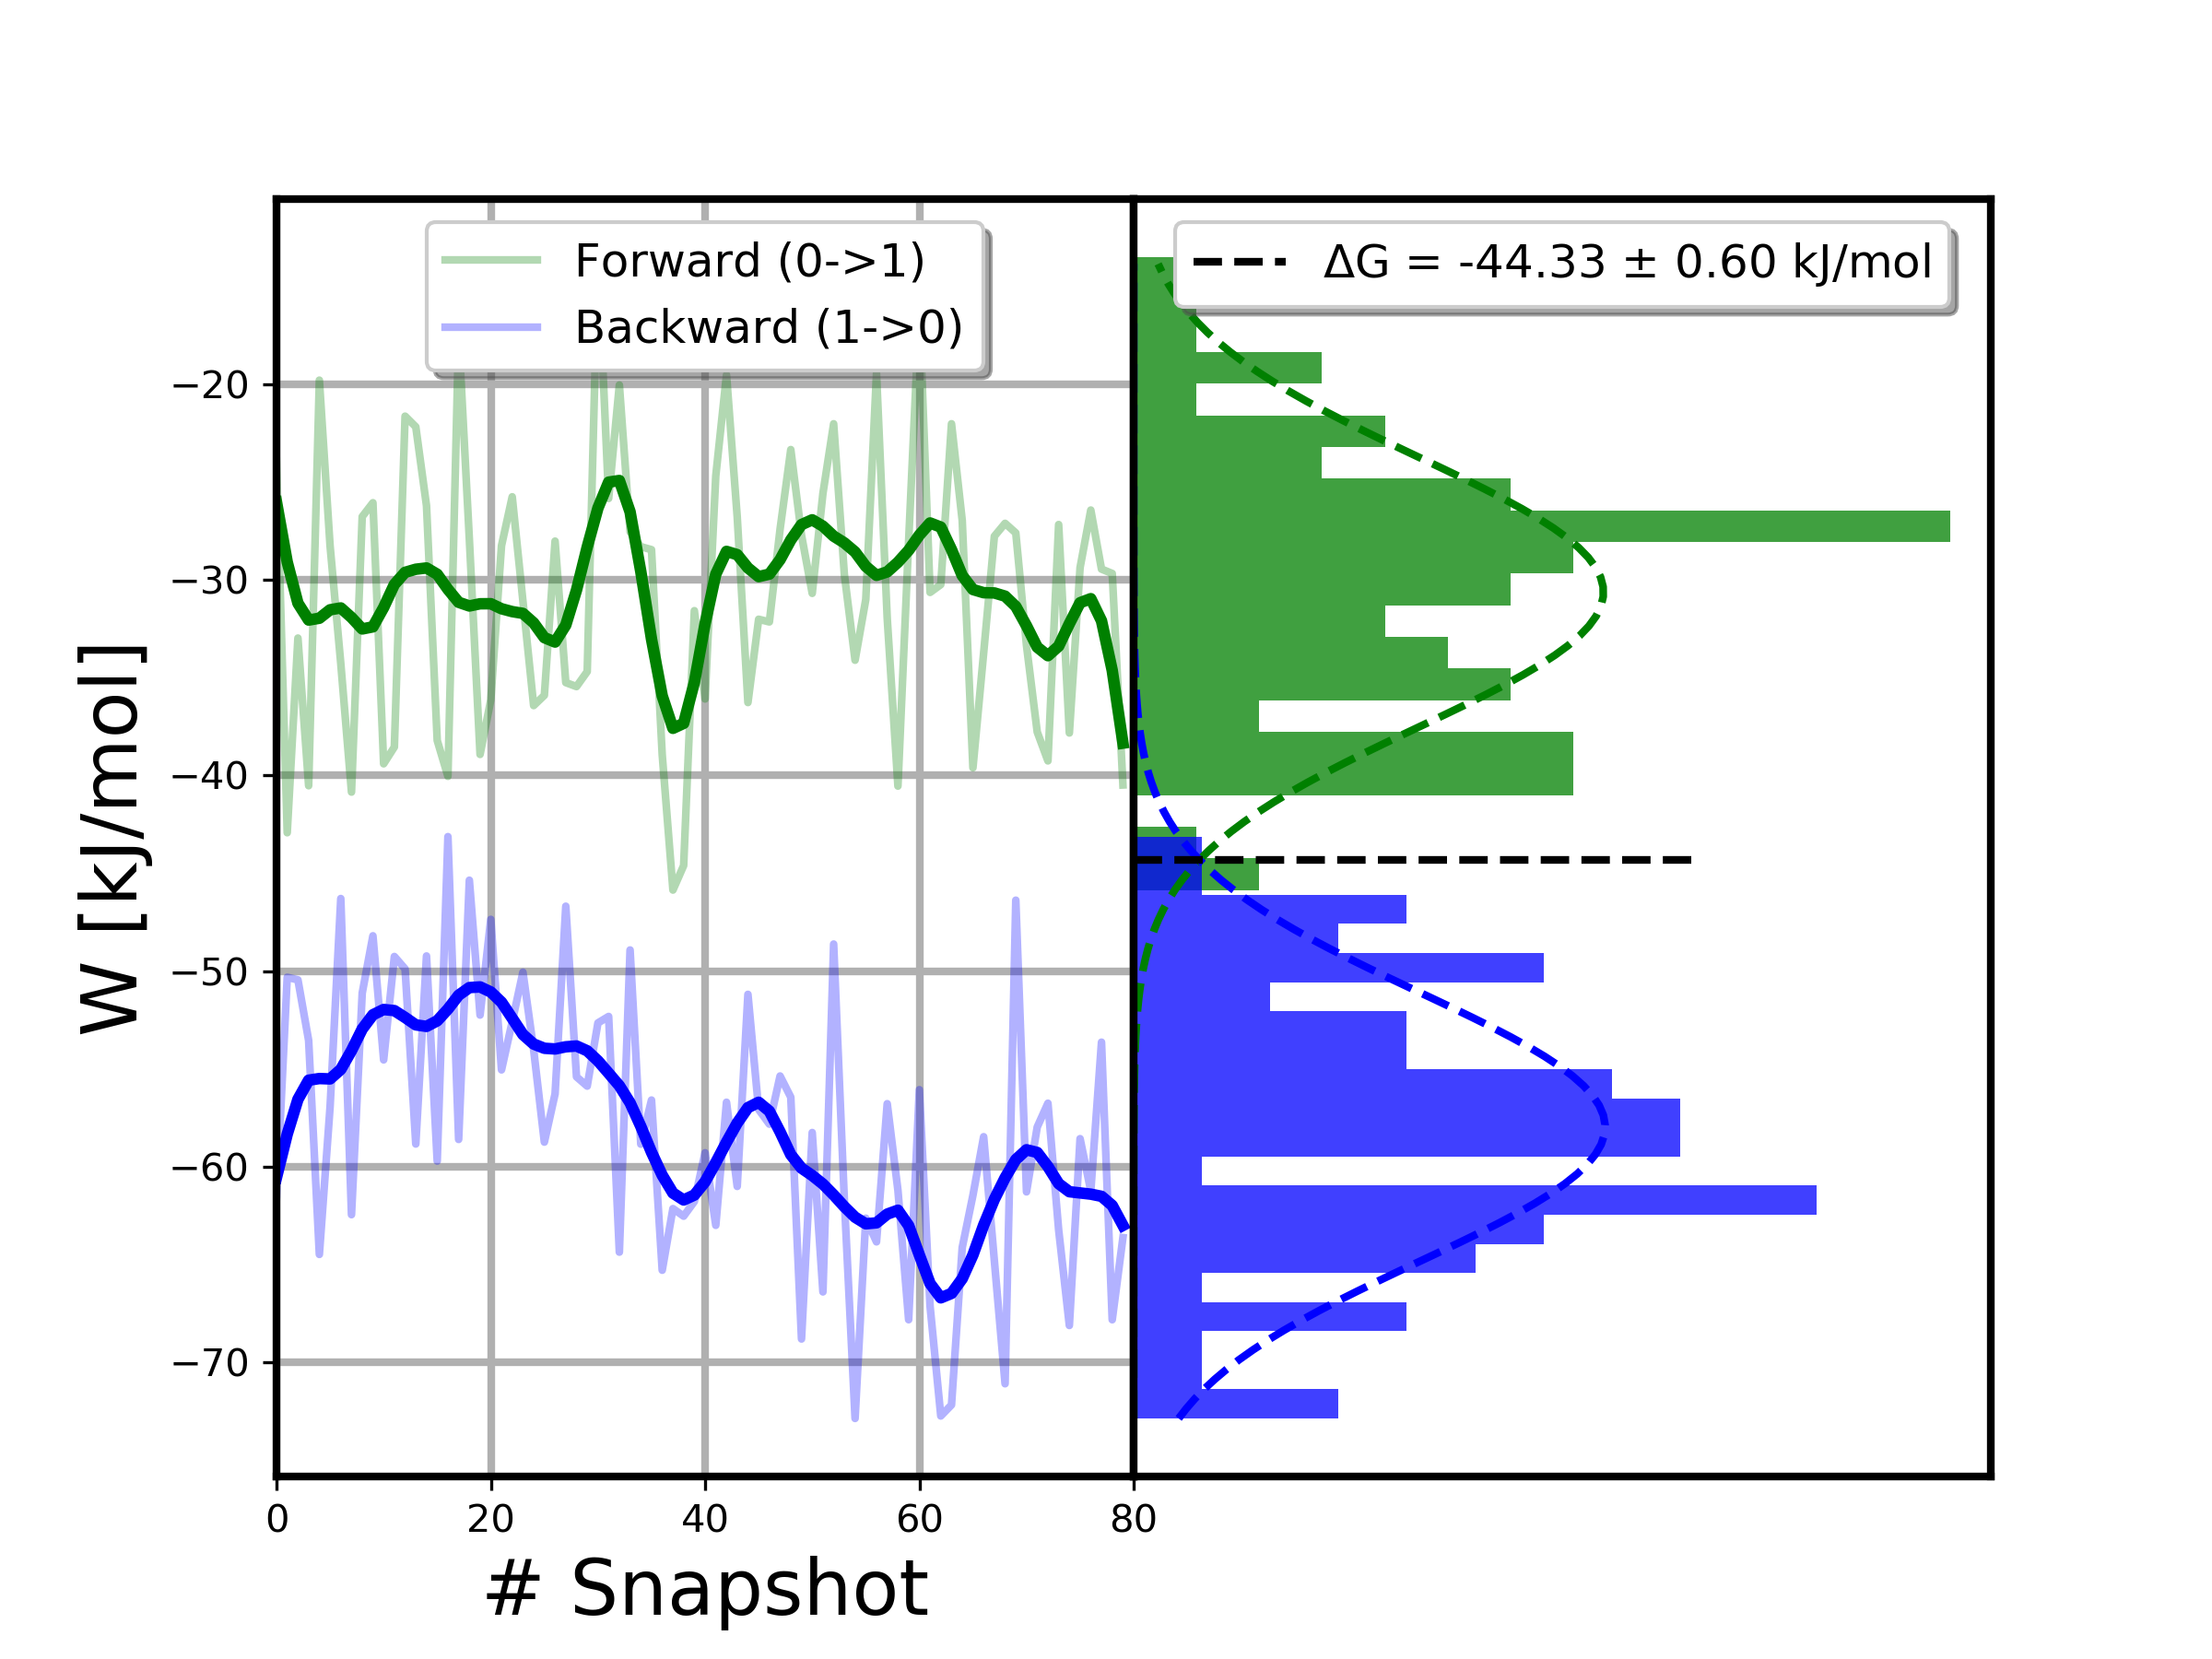 Forward (0->1)
Backward (1->0)
ΔG = -44.33 ± 0.60 kJ/mol
W [kJ/mol]
−20
−30
−40
−50
−60
−70
0 20 40 60 80
# Snapshot